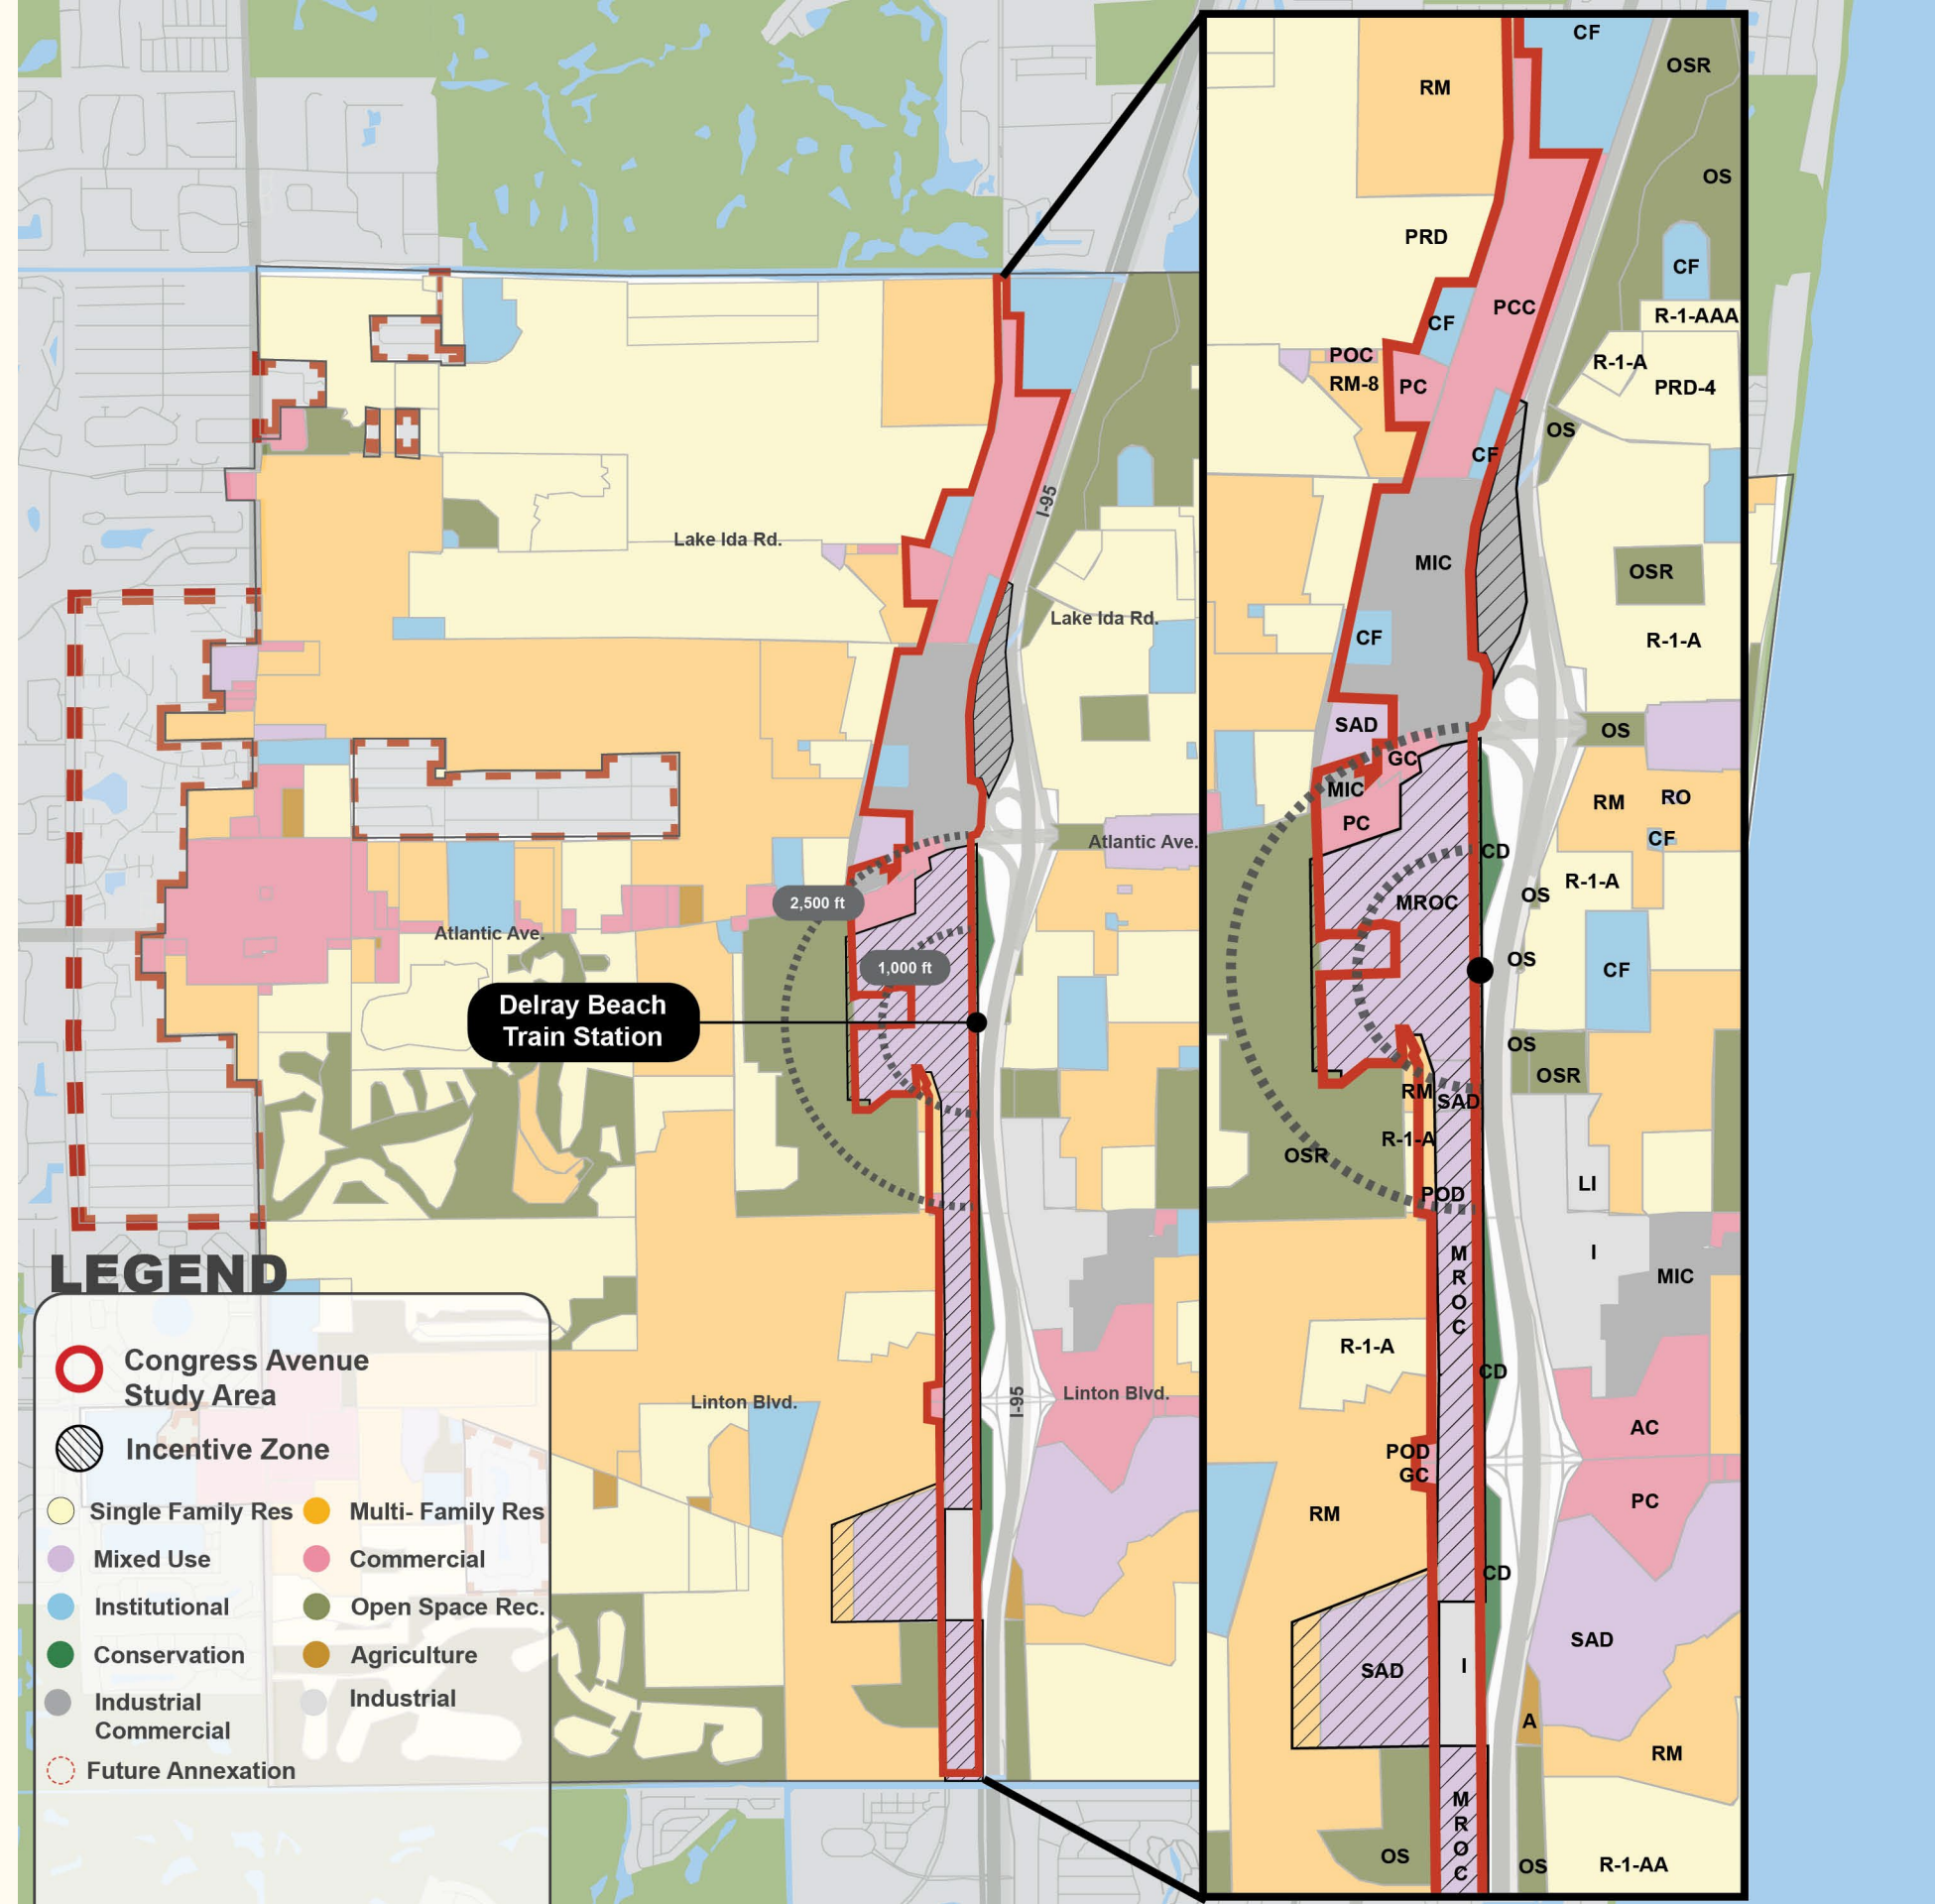 Lake Ida Rd.
I-95
Lake Ida Rd.
Atlantic Ave.
2,500 ft
Atlantic Ave.
1,000 ft
Delray Beach
Train Station
Linton Blvd.
I-95
Linton Blvd.
LEGEND
Congress Avenue
Study Area
Incentive Zone
Single Family Res
Multi- Family Res
Mixed Use
Commercial
Institutional
Open Space Rec.
Conservation
Agriculture
Industrial
Commercial
Industrial
Future Annexation
CF
OSR
RM
OS
PRD
CF
PCC
R-1-AAA
CF
POC
R-1-A
RM-8
PC
PRD-4
OS
CF
MIC
OSR
CF
R-1-A
SAD
OS
GC
MIC
RM
RO
PC
CF
CD
R-1-A
OS
MROC
OS
CF
OS
OSR
RM
SAD
R-1-A
OSR
LI
POD
M
R
O
C
I
MIC
R-1-A
CD
AC
POD
GC
PC
RM
CD
SAD
SAD
I
A
RM
M
R
O
C
OS
OS
R-1-AA